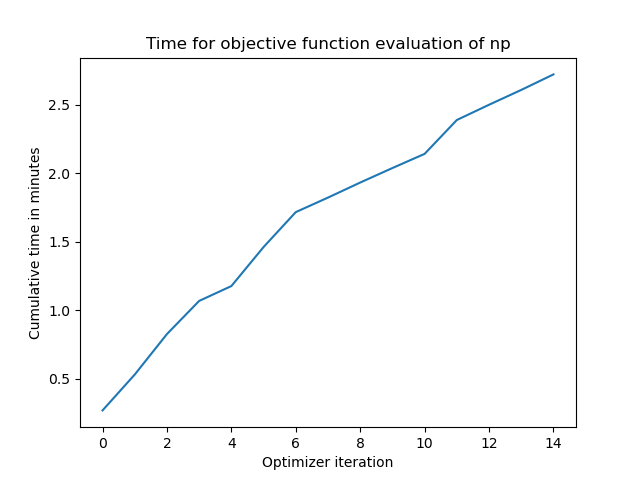 Time for objective function evaluation of np
2.5
2.0
1.5
1.0
0.5
Cumulative time in minutes
0 2 4 6 8 10 12 14
Optimizer iteration